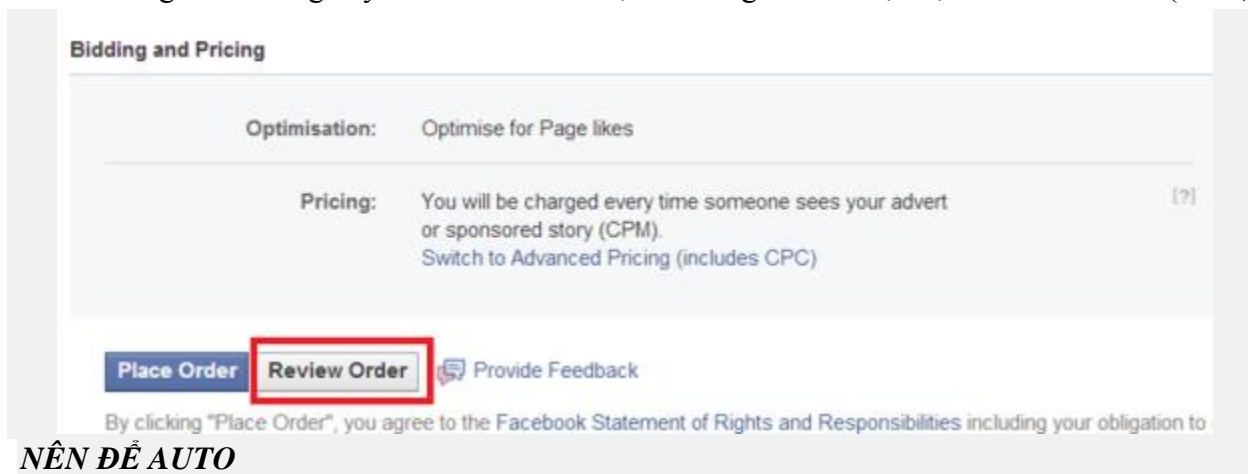 Bidding and Pricing
Optimisation: Optimise for Page likes
Pricing: You will be charged every time someone sees your advert [?]
or sponsored story (CPM).
Switch to Advanced Pricing (includes CPC)
Place Order Review Order Provide Feedback
By clicking "Place Order", you agree to the Facebook Statement of Rights and Responsibilities including your obligation to
NÊN ĐỂ AUTO